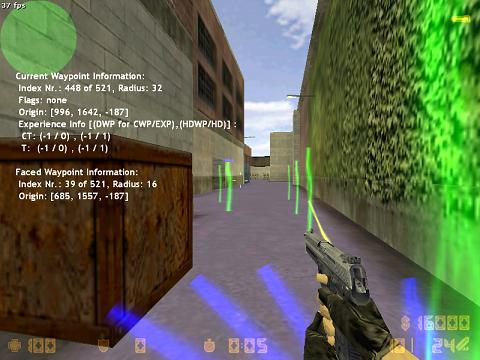 37 fps
Current Waypoint Information:
Index Nr.: 448 of 521, Radius: 32
Flags: none
Origin: [996, 1642, -187]
Experience Info [(DWP for CWP/EXP),(HDWP/HD)] :
CT: (-1 / 0) , (-1 / 1)
T: (-1 / 0) , (-1 / 1)
Faced Waypoint Information:
Index Nr.: 39 of 521, Radius: 16
Origin: [685, 1557, -187]
16000
100 0 0:05 24